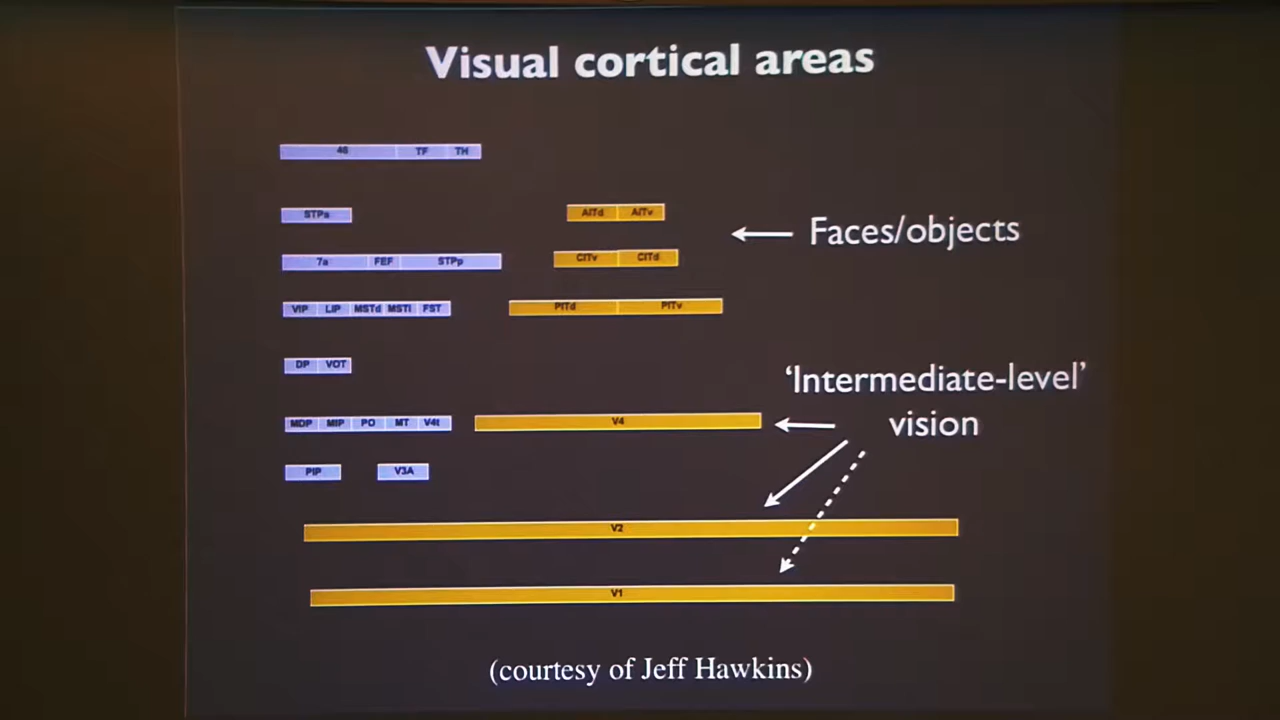 Visual cortical areas
46 TF TH
STPa AITd AITv
Faces/objects
7a FEF STPp CITv CITd
VIP LIP MSTd MSTl FST PITd PITv
DP VOT
'Intermediate-level'
vision
MDP MIP PO MT V4t V4
PIP V3A
V2
V1
(courtesy of Jeff Hawkins)